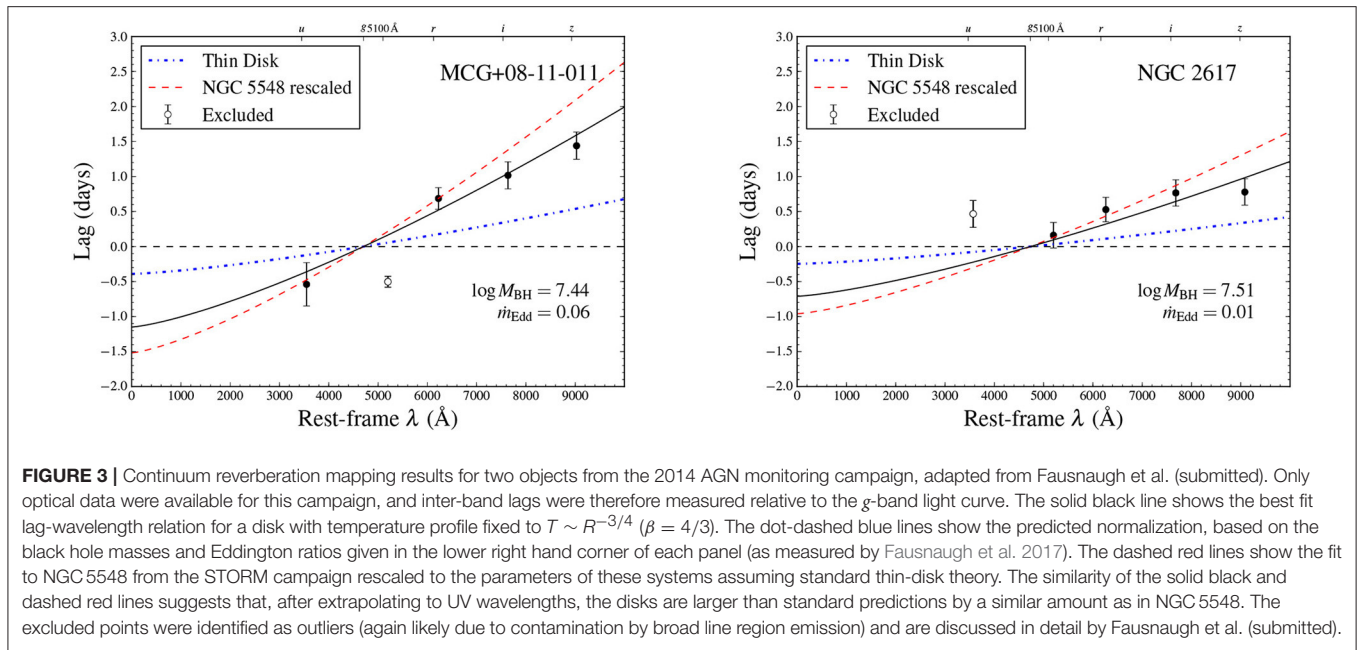 u g 5100 Å r i z
3.0
2.5
2.0
1.5
1.0
0.5
0.0
−0.5
−1.0
−1.5
−2.0
Lag (days)
Thin Disk
NGC 5548 rescaled
Excluded
MCG+08-11-011
log M_BH = 7.44
ṁ_Edd = 0.06
0 1000 2000 3000 4000 5000 6000 7000 8000 9000
Rest-frame λ (Å)
u g 5100 Å r i z
3.0
2.5
2.0
1.5
1.0
0.5
0.0
−0.5
−1.0
−1.5
−2.0
Lag (days)
Thin Disk
NGC 5548 rescaled
Excluded
NGC 2617
log M_BH = 7.51
ṁ_Edd = 0.01
0 1000 2000 3000 4000 5000 6000 7000 8000 9000
Rest-frame λ (Å)
FIGURE 3 | Continuum reverberation mapping results for two objects from the 2014 AGN monitoring campaign, adapted from Fausnaugh et al. (submitted). Only
optical data were available for this campaign, and inter-band lags were therefore measured relative to the g-band light curve. The solid black line shows the best fit
lag-wavelength relation for a disk with temperature profile fixed to T ~ R^−3/4 (β = 4/3). The dot-dashed blue lines show the predicted normalization, based on the
black hole masses and Eddington ratios given in the lower right hand corner of each panel (as measured by Fausnaugh et al. 2017). The dashed red lines show the fit
to NGC 5548 from the STORM campaign rescaled to the parameters of these systems assuming standard thin-disk theory. The similarity of the solid black and
dashed red lines suggests that, after extrapolating to UV wavelengths, the disks are larger than standard predictions by a similar amount as in NGC 5548. The
excluded points were identified as outliers (again likely due to contamination by broad line region emission) and are discussed in detail by Fausnaugh et al. (submitted).